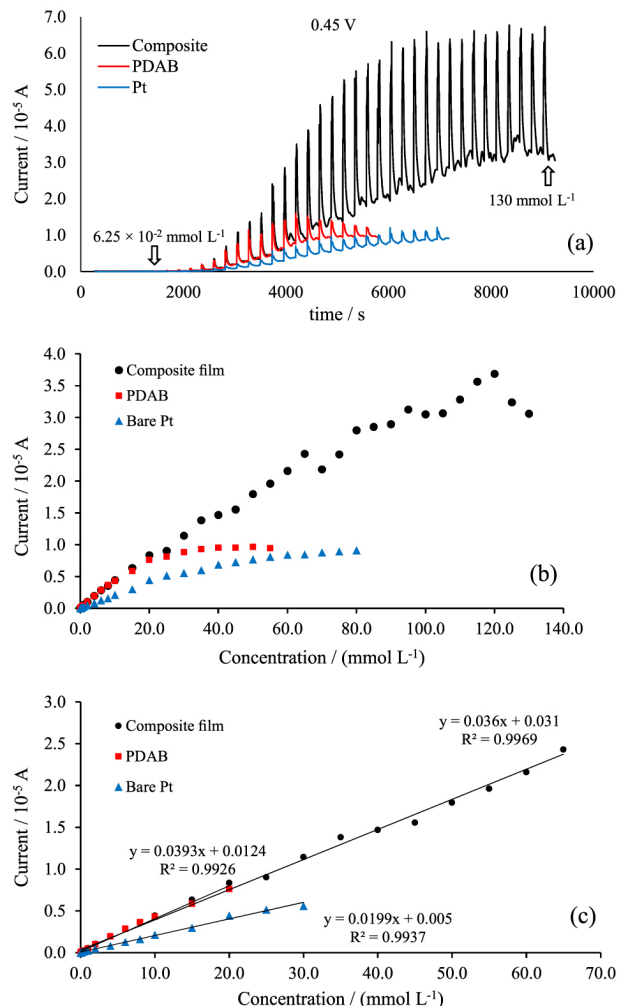 0.45 V
Composite
PDAB
Pt
7.0
6.0
5.0
4.0
3.0
2.0
1.0
0.0
Current / 10⁻⁵ A
6.25 × 10⁻² mmol L⁻¹
130 mmol L⁻¹
(a)
0 2000 4000 6000 8000 10000
time / s
Composite film
PDAB
Bare Pt
4.0
3.5
3.0
2.5
2.0
1.5
1.0
0.5
0.0
Current / 10⁻⁵ A
(b)
0.0 20.0 40.0 60.0 80.0 100.0 120.0 140.0
Concentration / (mmol L⁻¹)
Composite film
PDAB
Bare Pt
3.0
2.5
2.0
1.5
1.0
0.5
0.0
Current / 10⁻⁵ A
y = 0.036x + 0.031
R² = 0.9969
y = 0.0393x + 0.0124
R² = 0.9926
y = 0.0199x + 0.005
R² = 0.9937
(c)
0.0 10.0 20.0 30.0 40.0 50.0 60.0 70.0
Concentration / (mmol L⁻¹)